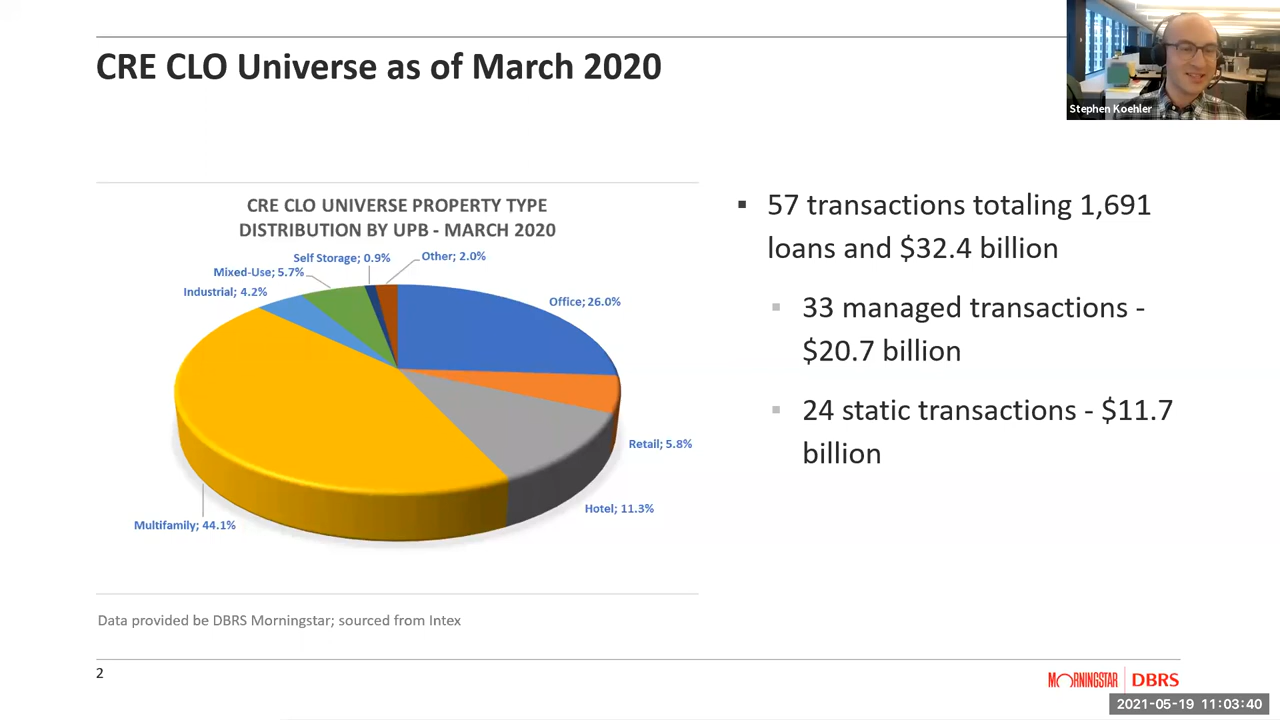 CRE CLO Universe as of March 2020
Stephen Koehler
CRE CLO UNIVERSE PROPERTY TYPE
DISTRIBUTION BY UPB - MARCH 2020
Self Storage; 0.9%
Other; 2.0%
Mixed-Use; 5.7%
Industrial; 4.2%
Office; 26.0%
Retail; 5.8%
Hotel; 11.3%
Multifamily; 44.1%
▪ 57 transactions totaling 1,691
loans and $32.4 billion
▪ 33 managed transactions -
$20.7 billion
▪ 24 static transactions - $11.7
billion
Data provided be DBRS Morningstar; sourced from Intex
2
MORNINGSTAR | DBRS
2021-05-19 11:03:40